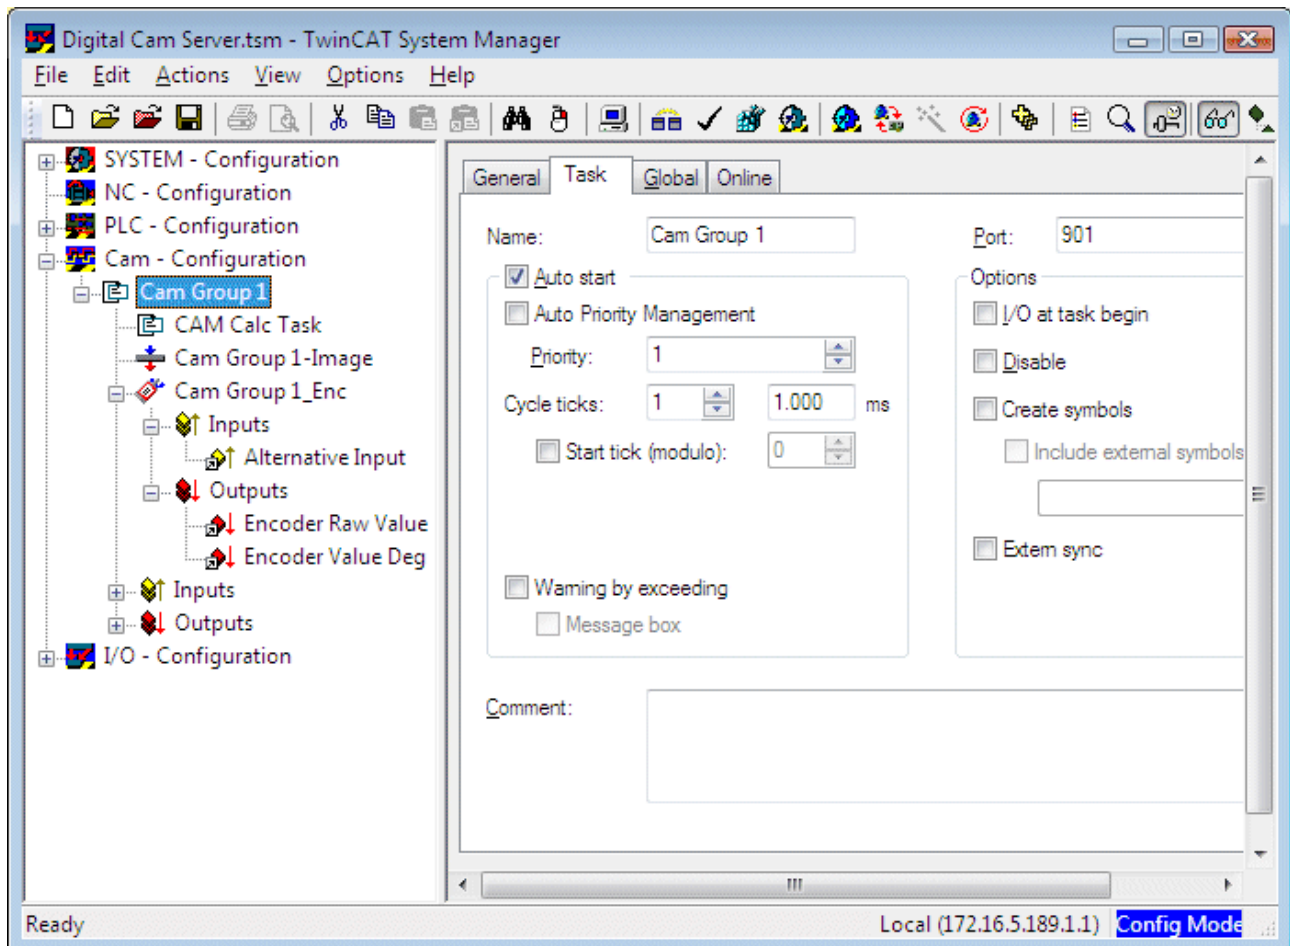 Digital Cam Server.tsm - TwinCAT System Manager
File Edit Actions View Options Help
SYSTEM - Configuration
NC - Configuration
PLC - Configuration
Cam - Configuration
Cam Group 1
CAM Calc Task
Cam Group 1-Image
Cam Group 1_Enc
Inputs
Alternative Input
Outputs
Encoder Raw Value
Encoder Value Deg
Inputs
Outputs
I/O - Configuration
General Task Global Online
Name: Cam Group 1 Port: 901
Auto start
Auto Priority Management
Priority: 1
Cycle ticks: 1 1.000 ms
Start tick (modulo): 0
Warning by exceeding
Message box
Options
I/O at task begin
Disable
Create symbols
Include external symbols
Extern sync
Comment:
Ready Local (172.16.5.189.1.1) Config Mode